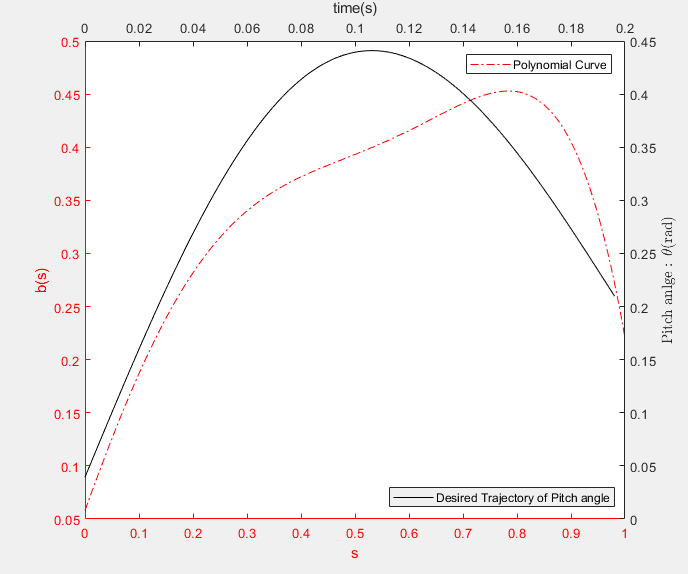 time(s)
0 0.02 0.04 0.06 0.08 0.1 0.12 0.14 0.16 0.18 0.2
0.5 0.45
Polynomial Curve
0.45 0.4
0.4 0.35
0.35 0.3
0.3 0.25
b(s)
Pitch anlge : θ(rad)
0.25 0.2
0.2 0.15
0.15 0.1
0.1 0.05
Desired Trajectory of Pitch angle
0.05 0
0 0.1 0.2 0.3 0.4 0.5 0.6 0.7 0.8 0.9 1
s